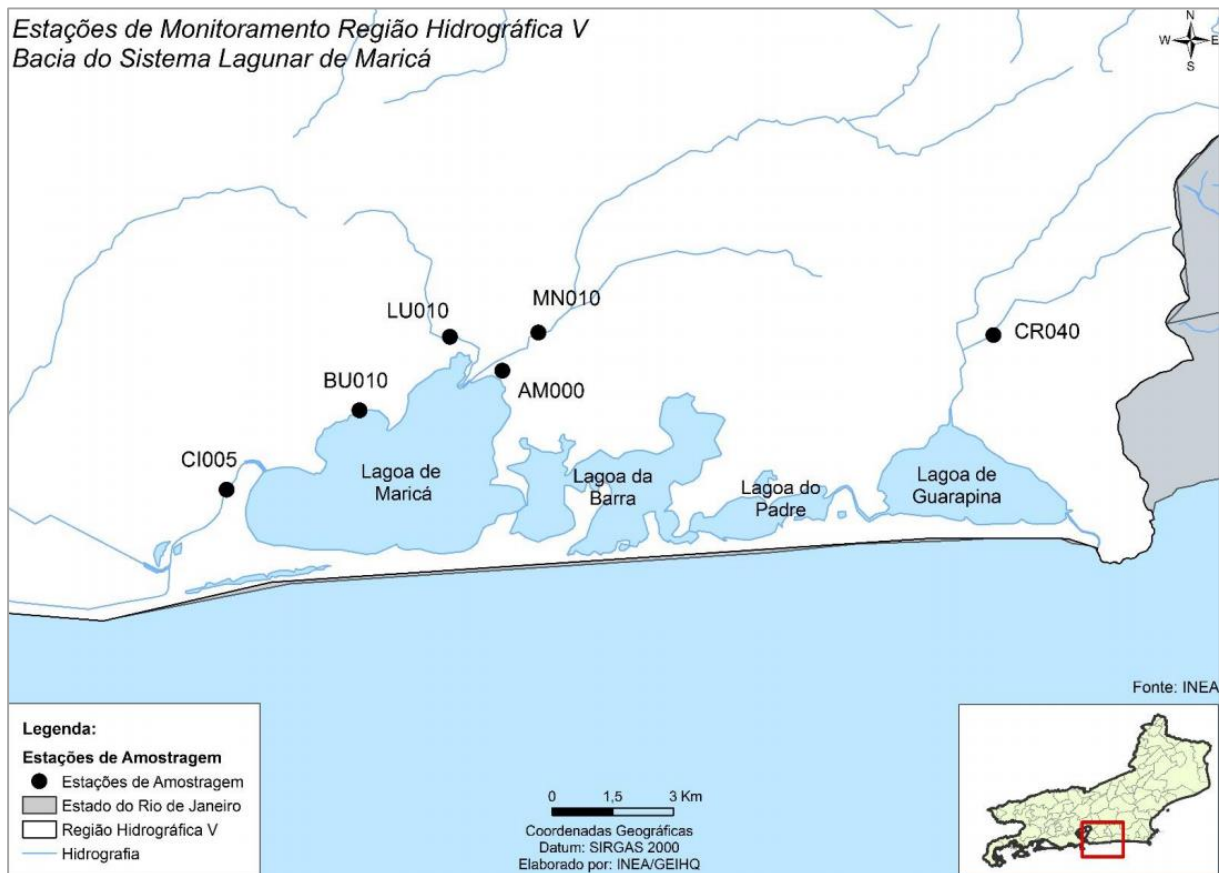 Estações de Monitoramento Região Hidrográfica V
Bacia do Sistema Lagunar de Maricá
N
W E
S
LU010
MN010
CR040
BU010
AM000
CI005
Lagoa de
Maricá
Lagoa da
Barra
Lagoa do
Padre
Lagoa de
Guarapina
Fonte: INEA
Legenda:
Estações de Amostragem
Estações de Amostragem
Estado do Rio de Janeiro
Região Hidrográfica V
Hidrografia
0 1,5 3 Km
Coordenadas Geográficas
Datum: SIRGAS 2000
Elaborado por: INEA/GEIHQ